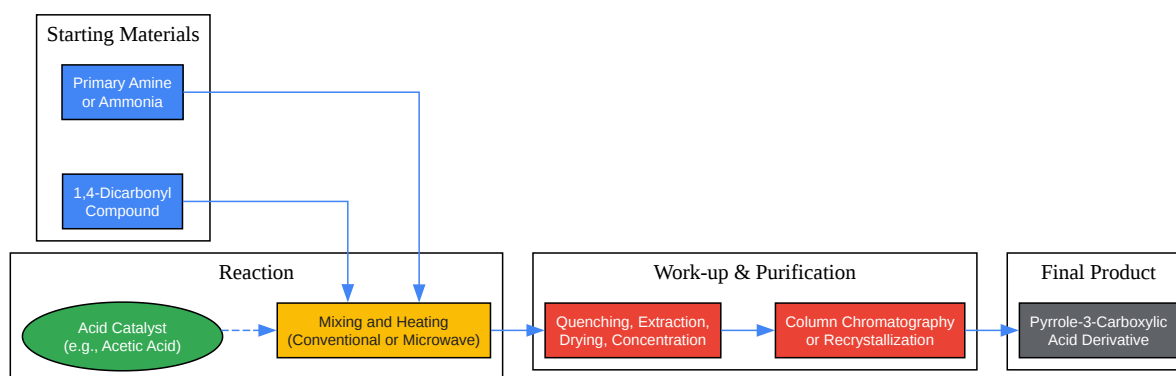 Starting Materials
Primary Amine
or Ammonia
1,4-Dicarbonyl
Compound
Reaction
Acid Catalyst
(e.g., Acetic Acid)
Mixing and Heating
(Conventional or Microwave)
Work-up & Purification
Quenching, Extraction,
Drying, Concentration
Column Chromatography
or Recrystallization
Final Product
Pyrrole-3-Carboxylic
Acid Derivative